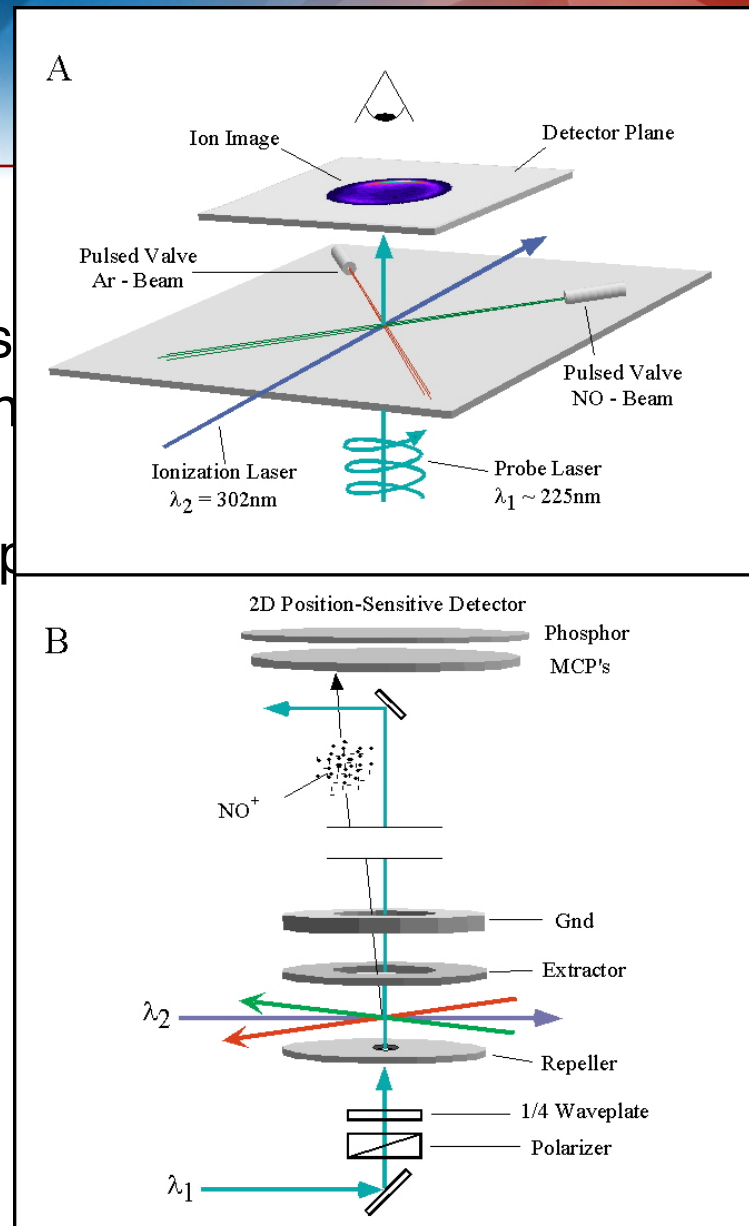 A
Ion Image
Detector Plane
Pulsed Valve
Ar - Beam
Pulsed Valve
NO - Beam
Ionization Laser
λ2 = 302nm
Probe Laser
λ1 ~ 225nm
B
2D Position-Sensitive Detector
Phosphor
MCP's
NO+
Gnd
Extractor
λ2
Repeller
1/4 Waveplate
Polarizer
λ1